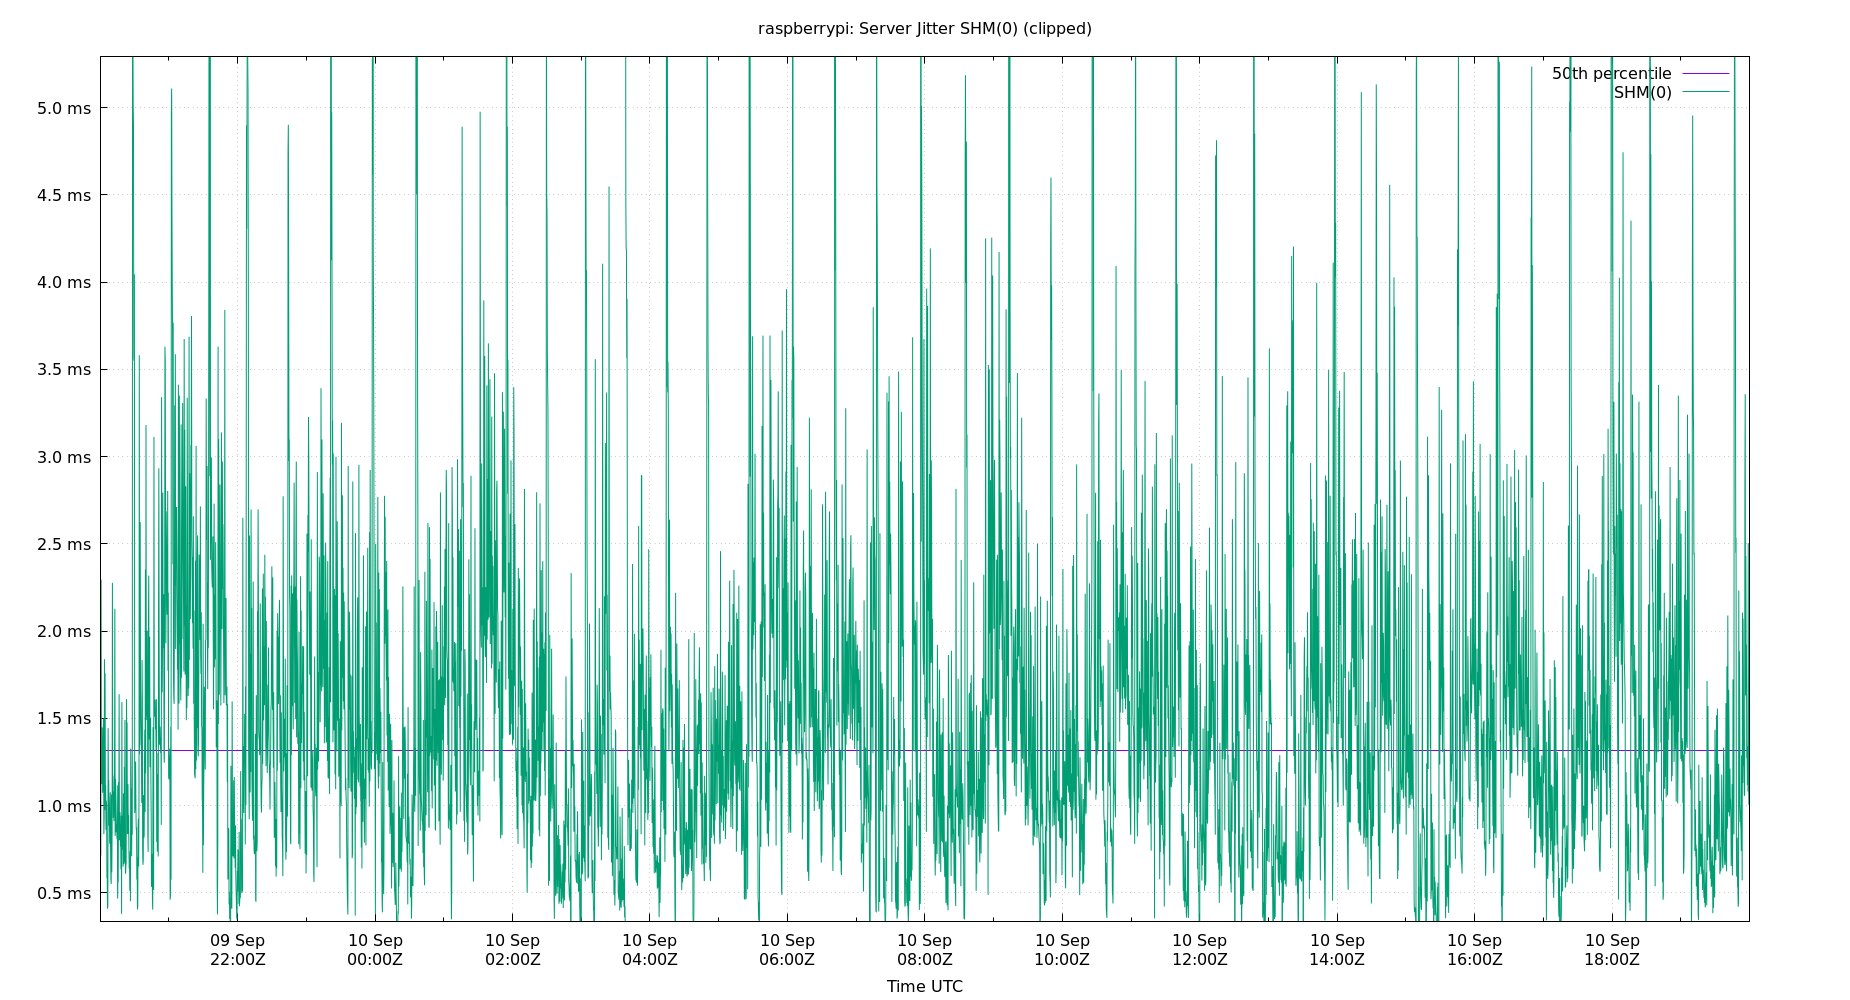 raspberrypi: Server Jitter SHM(0) (clipped)
50th percentile
SHM(0)
5.0 ms
4.5 ms
4.0 ms
3.5 ms
3.0 ms
2.5 ms
2.0 ms
1.5 ms
1.0 ms
0.5 ms
09 Sep 10 Sep 10 Sep 10 Sep 10 Sep 10 Sep 10 Sep 10 Sep 10 Sep 10 Sep 10 Sep
22:00Z 00:00Z 02:00Z 04:00Z 06:00Z 08:00Z 10:00Z 12:00Z 14:00Z 16:00Z 18:00Z
Time UTC